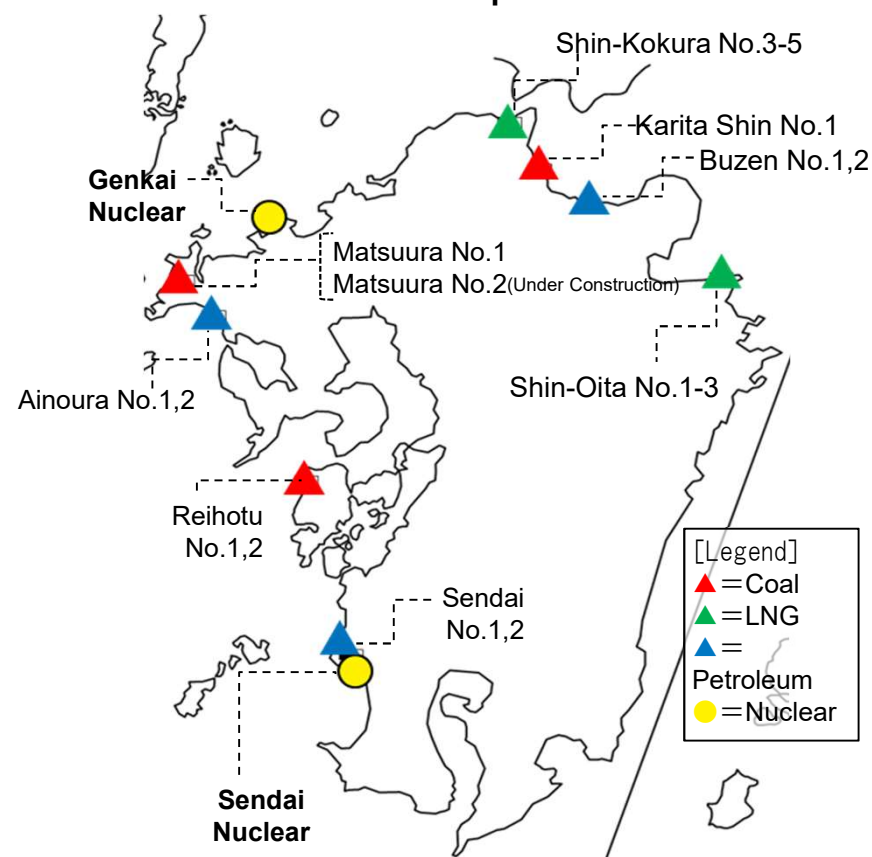 Shin-Kokura No.3-5
Karita Shin No.1
Buzen No.1,2
Genkai
Nuclear
Matsuura No.1
Matsuura No.2(Under Construction)
Ainoura No.1,2
Shin-Oita No.1-3
Reihotu
No.1,2
Sendai
No.1,2
Sendai
Nuclear
[Legend]
=Coal
=LNG
=
Petroleum
=Nuclear